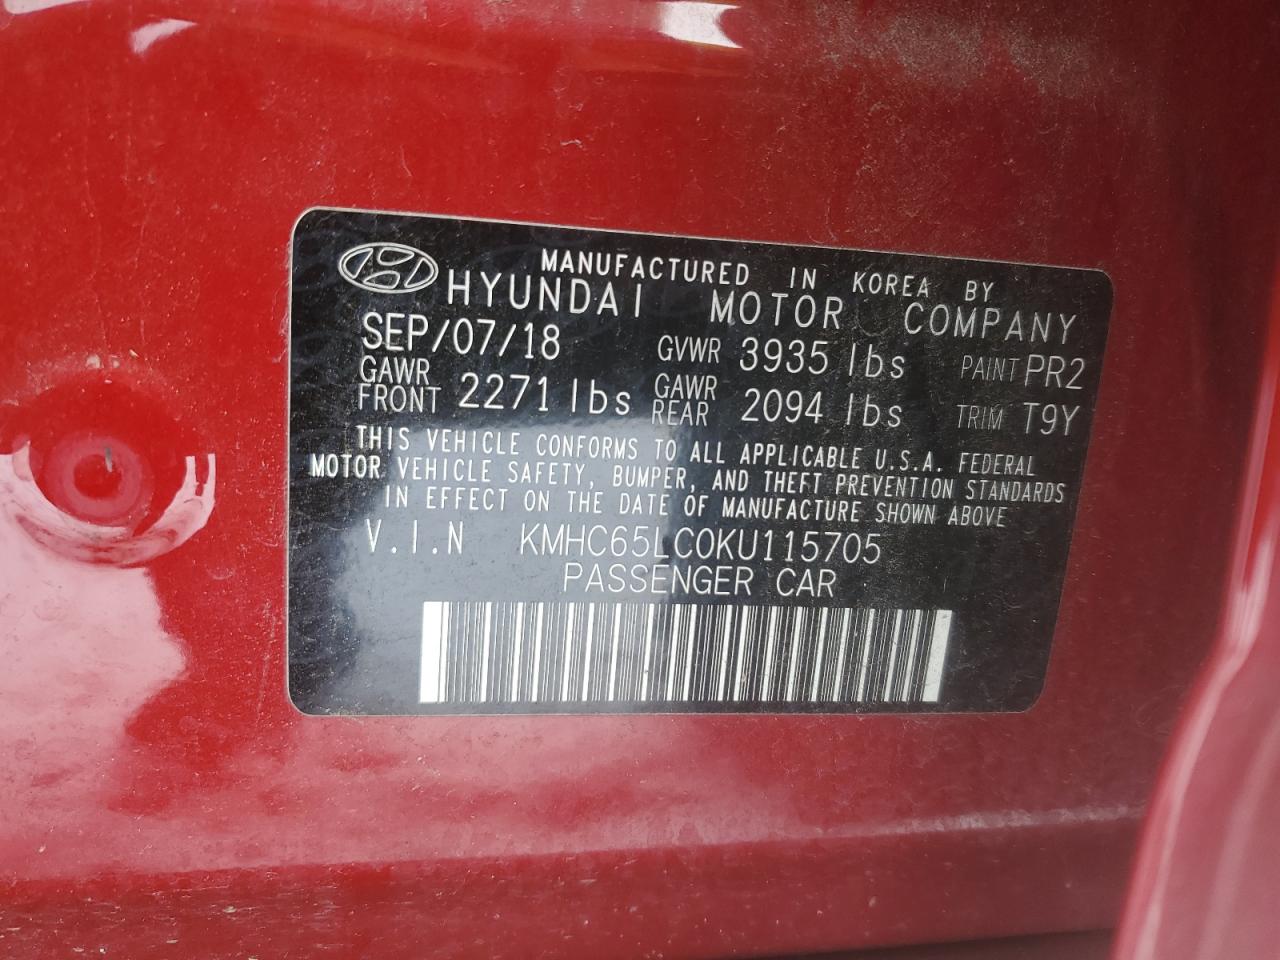 MANUFACTURED IN KOREA BY
HYUNDAI MOTOR COMPANY
SEP/07/18 GVWR 3935 lbs PAINT PR2
GAWR FRONT 2271 lbs GAWR REAR 2094 lbs TRIM T9Y
THIS VEHICLE CONFORMS TO ALL APPLICABLE U.S.A. FEDERAL
MOTOR VEHICLE SAFETY, BUMPER, AND THEFT PREVENTION STANDARDS
IN EFFECT ON THE DATE OF MANUFACTURE SHOWN ABOVE
V.I.N KMHC65LC0KU115705
PASSENGER CAR